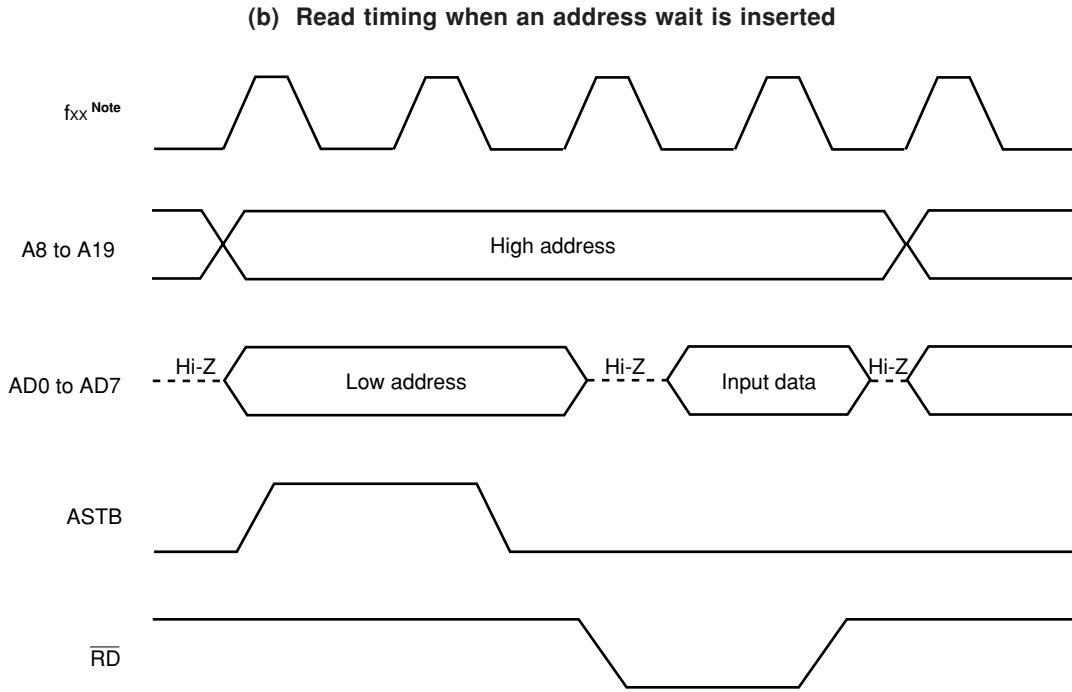 (b) Read timing when an address wait is inserted
fxx Note
A8 to A19
High address
Hi-Z
Hi-Z
Hi-Z
AD0 to AD7
Low address
Input data
ASTB
RD